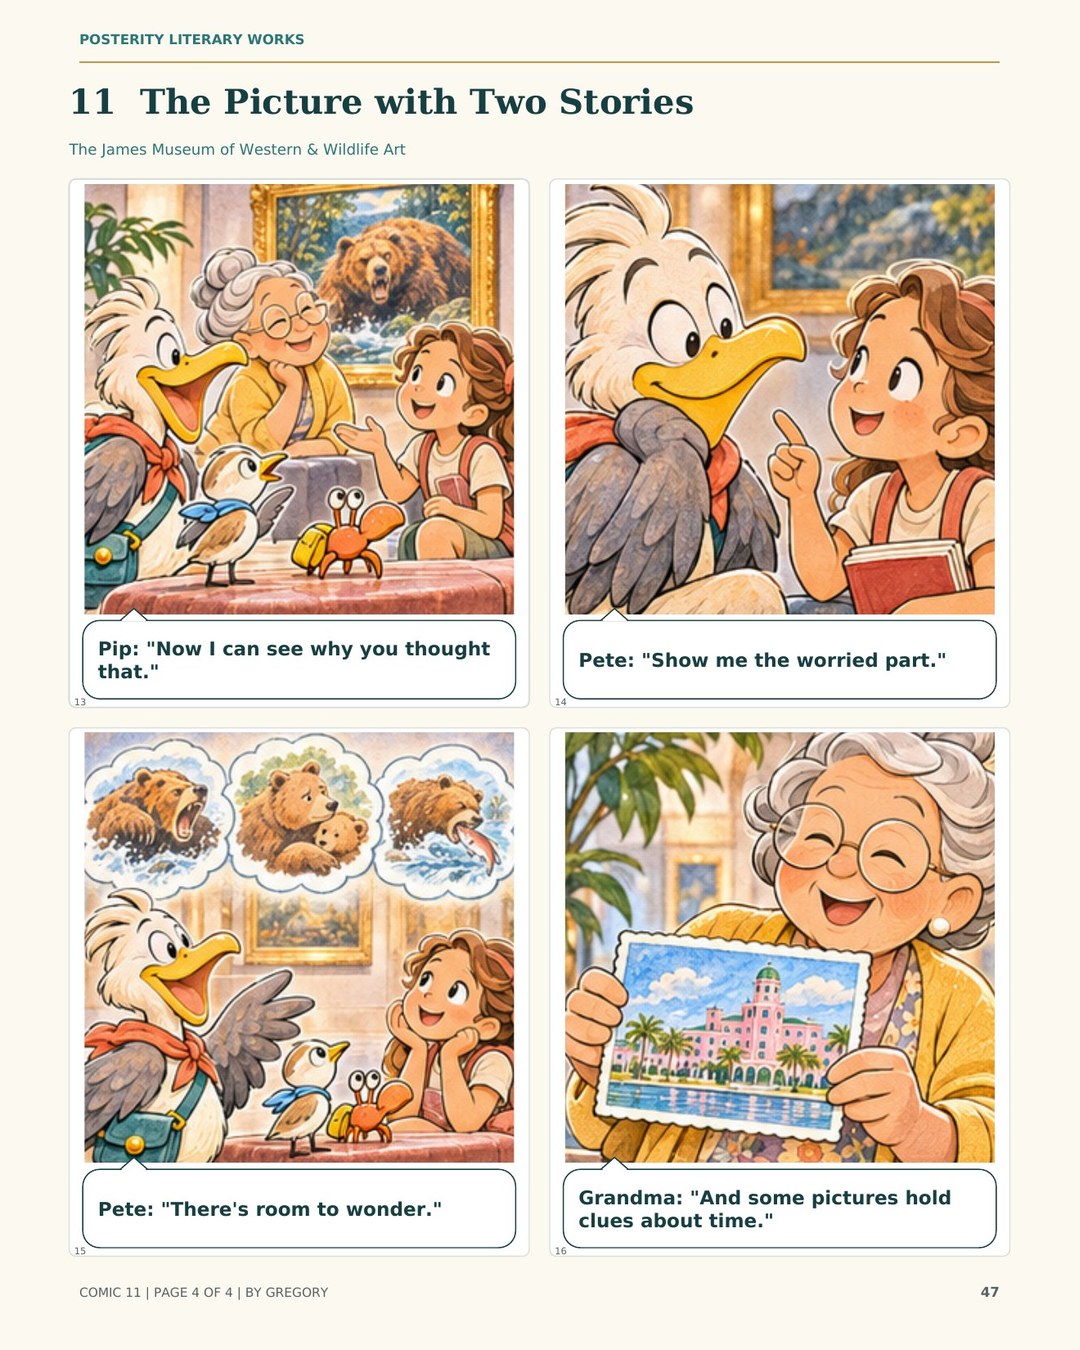 POSTERITY LITERARY WORKS
11 The Picture with Two Stories
The James Museum of Western & Wildlife Art
Pip: "Now I can see why you thought
that."
13
Pete: "Show me the worried part."
14
Pete: "There's room to wonder."
15
Grandma: "And some pictures hold
clues about time."
16
COMIC 11 | PAGE 4 OF 4 | BY GREGORY
47